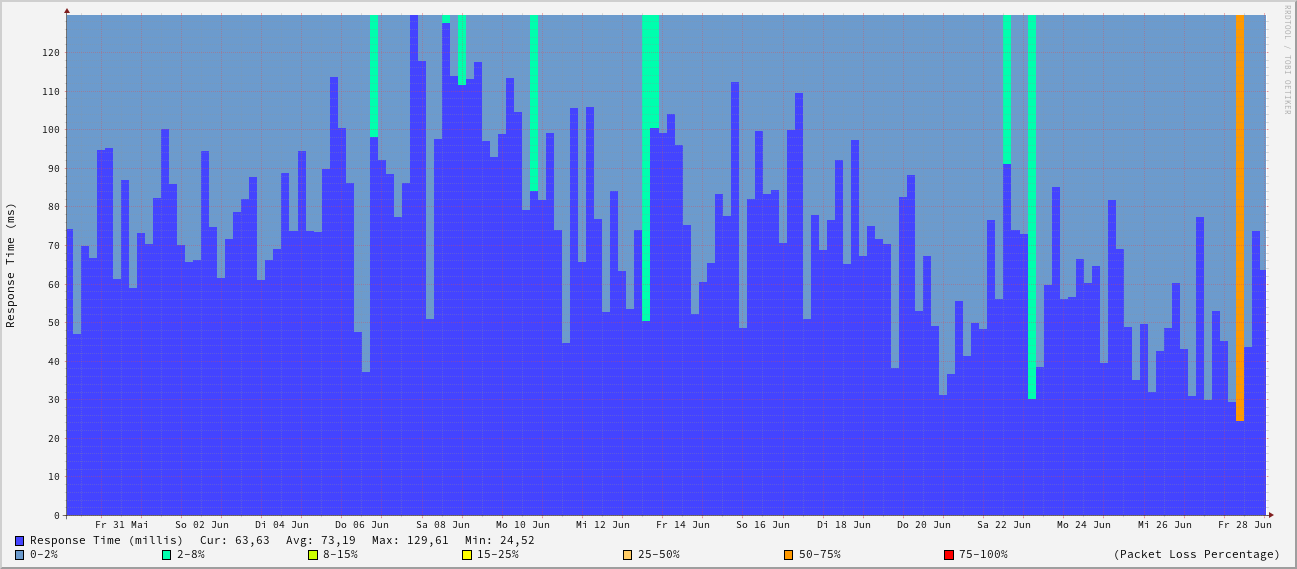 RRDTOOL / TOBI OETIKER
Response Time (ms)
120
110
100
90
80
70
60
50
40
30
20
10
0
Fr 31 Mai So 02 Jun Di 04 Jun Do 06 Jun Sa 08 Jun Mo 10 Jun Mi 12 Jun Fr 14 Jun So 16 Jun Di 18 Jun Do 20 Jun Sa 22 Jun Mo 24 Jun Mi 26 Jun Fr 28 Jun
Response Time (millis) Cur: 63,63 Avg: 73,19 Max: 129,61 Min: 24,52
0-2% 2-8% 8-15% 15-25% 25-50% 50-75% 75-100% (Packet Loss Percentage)